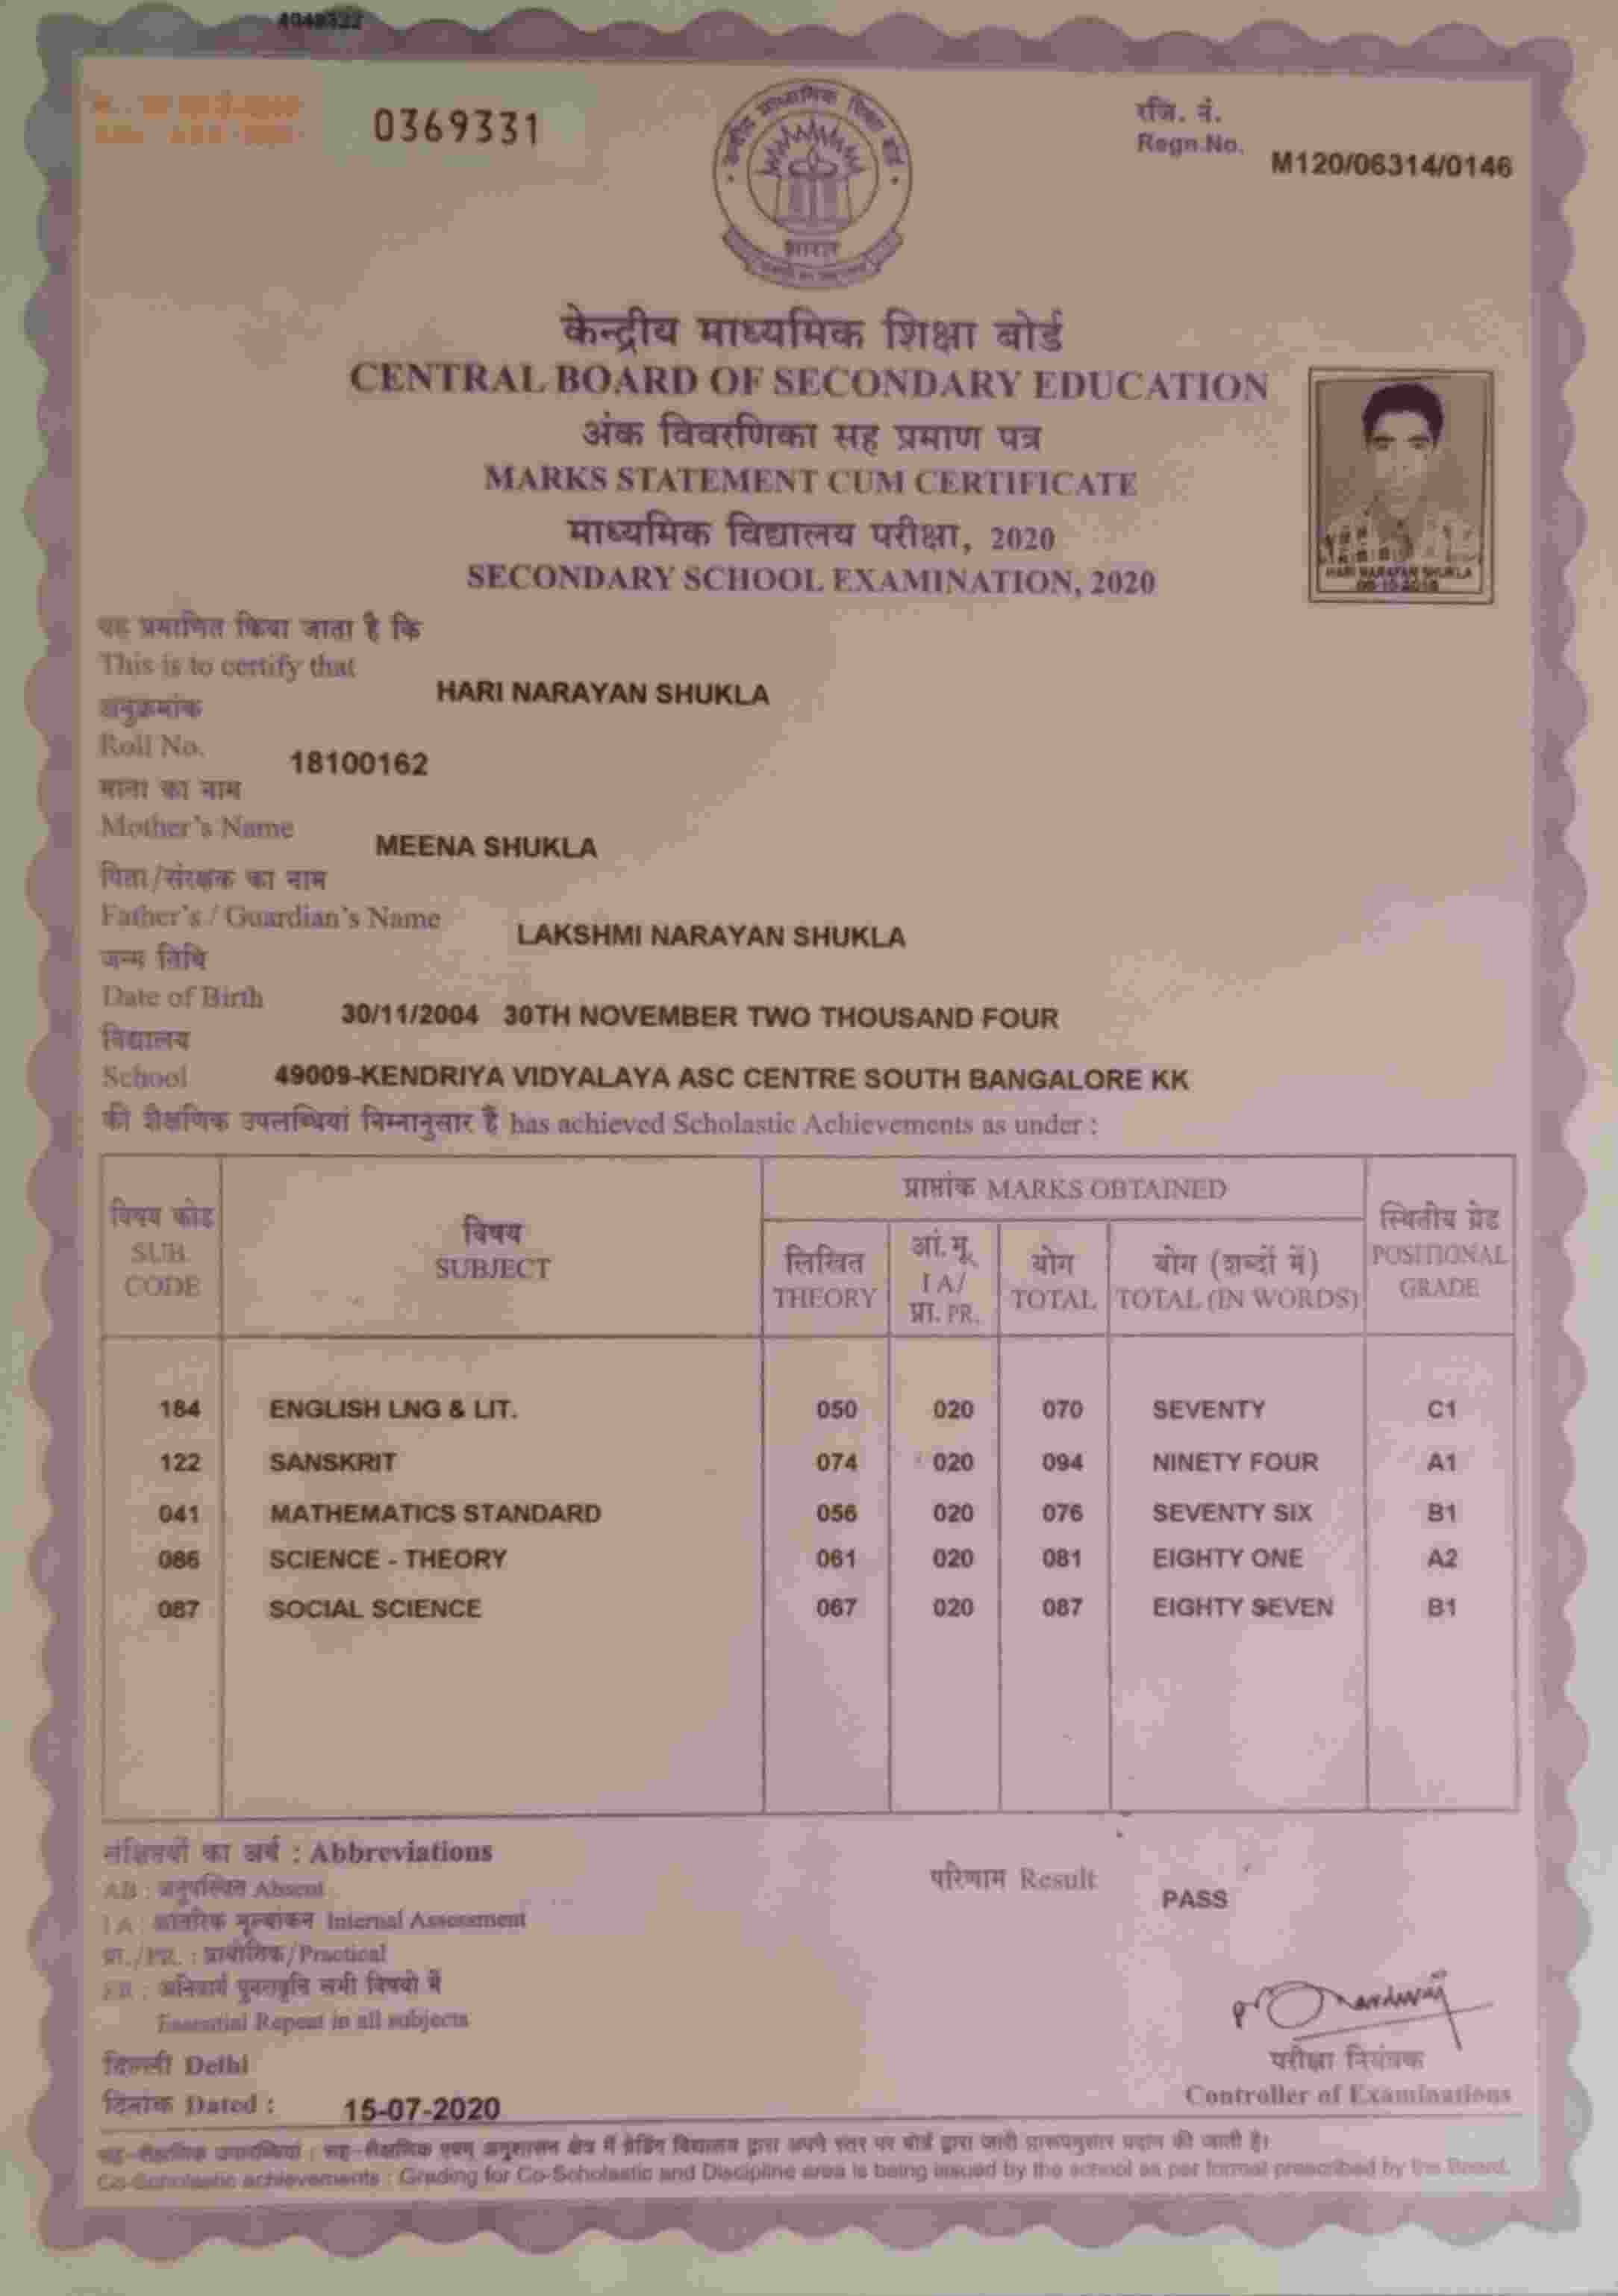 4048322
0369331
रजि. नं.
Regn.No. M120/06314/0146
भारत
केन्द्रीय माध्यमिक शिक्षा बोर्ड
CENTRAL BOARD OF SECONDARY EDUCATION
अंक विवरणिका सह प्रमाण पत्र
MARKS STATEMENT CUM CERTIFICATE
माध्यमिक विद्यालय परीक्षा, 2020
SECONDARY SCHOOL EXAMINATION, 2020
HARI NARAYAN SHUKLA
यह प्रमाणित किया जाता है कि
This is to certify that HARI NARAYAN SHUKLA
अनुक्रमांक
Roll No. 18100162
माता का नाम
Mother's Name MEENA SHUKLA
पिता/संरक्षक का नाम
Father's / Guardian's Name LAKSHMI NARAYAN SHUKLA
जन्म तिथि
Date of Birth 30/11/2004 30TH NOVEMBER TWO THOUSAND FOUR
विद्यालय
School 49009-KENDRIYA VIDYALAYA ASC CENTRE SOUTH BANGALORE KK
की शैक्षणिक उपलब्धियां निम्नानुसार है has achieved Scholastic Achievements as under :
विषय कोड SUB. CODE
विषय SUBJECT
प्राप्तांक MARKS OBTAINED
लिखित THEORY
आं.मू. I A/ प्रा. PR.
योग TOTAL
योग (शब्दों में) TOTAL (IN WORDS)
स्थितीय ग्रेड POSITIONAL GRADE
184 ENGLISH LNG & LIT. 050 020 070 SEVENTY C1
122 SANSKRIT 074 020 094 NINETY FOUR A1
041 MATHEMATICS STANDARD 056 020 076 SEVENTY SIX B1
086 SCIENCE - THEORY 061 020 081 EIGHTY ONE A2
087 SOCIAL SCIENCE 067 020 087 EIGHTY SEVEN B1
का अर्थ : Abbreviations
AB : अनुपस्थित Absent
I A : आंतरिक मूल्यांकन Internal Assessment
प्रा./PR. : प्रायोगिक/Practical
ER : अनिवार्य पुनरावृत्ति सभी विषयों में
Essential Repeat in all subjects
परिणाम Result PASS
दिल्ली Delhi
दिनांक Dated : 15-07-2020
परीक्षा नियंत्रक
Controller of Examinations
सह-शैक्षणिक उपलब्धियां : सह-शैक्षणिक एवम् अनुशासन क्षेत्र में ग्रेडिंग विद्यालय द्वारा अपने स्तर पर बोर्ड द्वारा जारी प्रारूपानुसार प्रदान की जाती है।
Co-Scholastic achievements : Grading for Co-Scholastic and Discipline area is being issued by the school as per format prescribed by the Board.